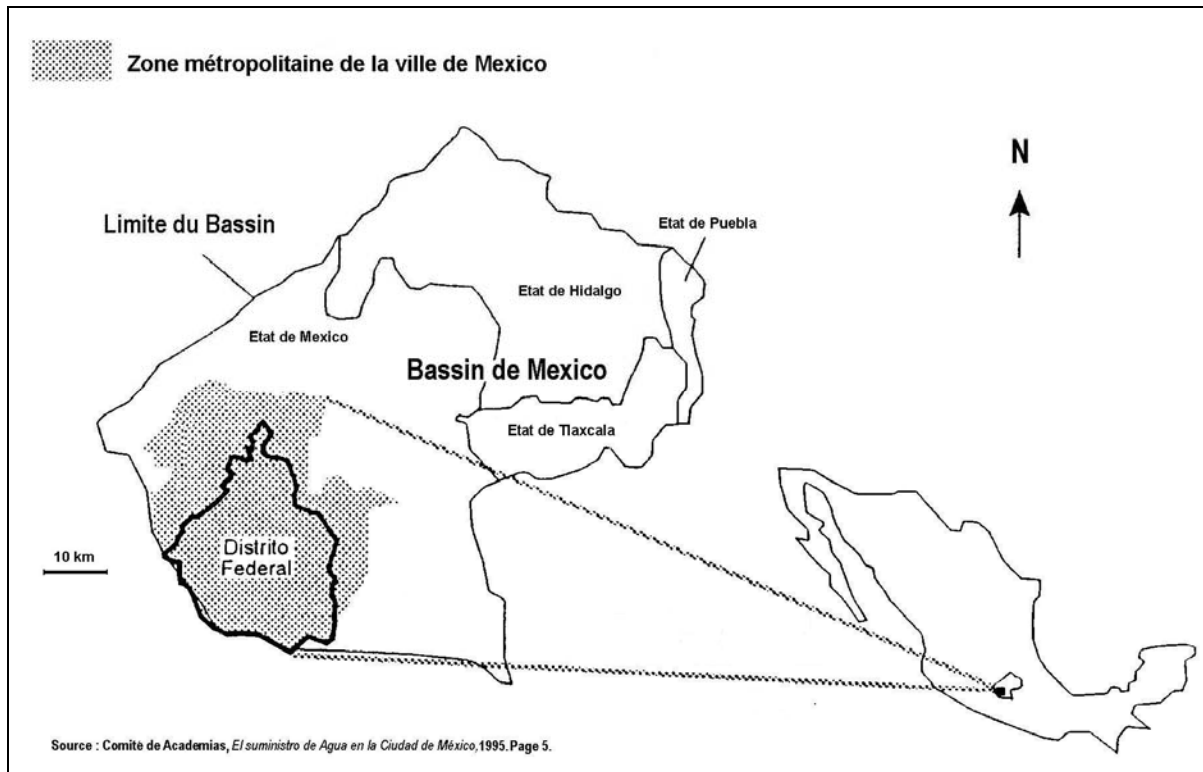 Zone métropolitaine de la ville de Mexico
N
Limite du Bassin
Etat de Puebla
Etat de Hidalgo
Etat de Mexico
Bassin de Mexico
Etat de Tlaxcala
Distrito
Federal
10 km
Source : Comitè de Academias, El suministro de Agua en la Ciudad de México,1995. Page 5.